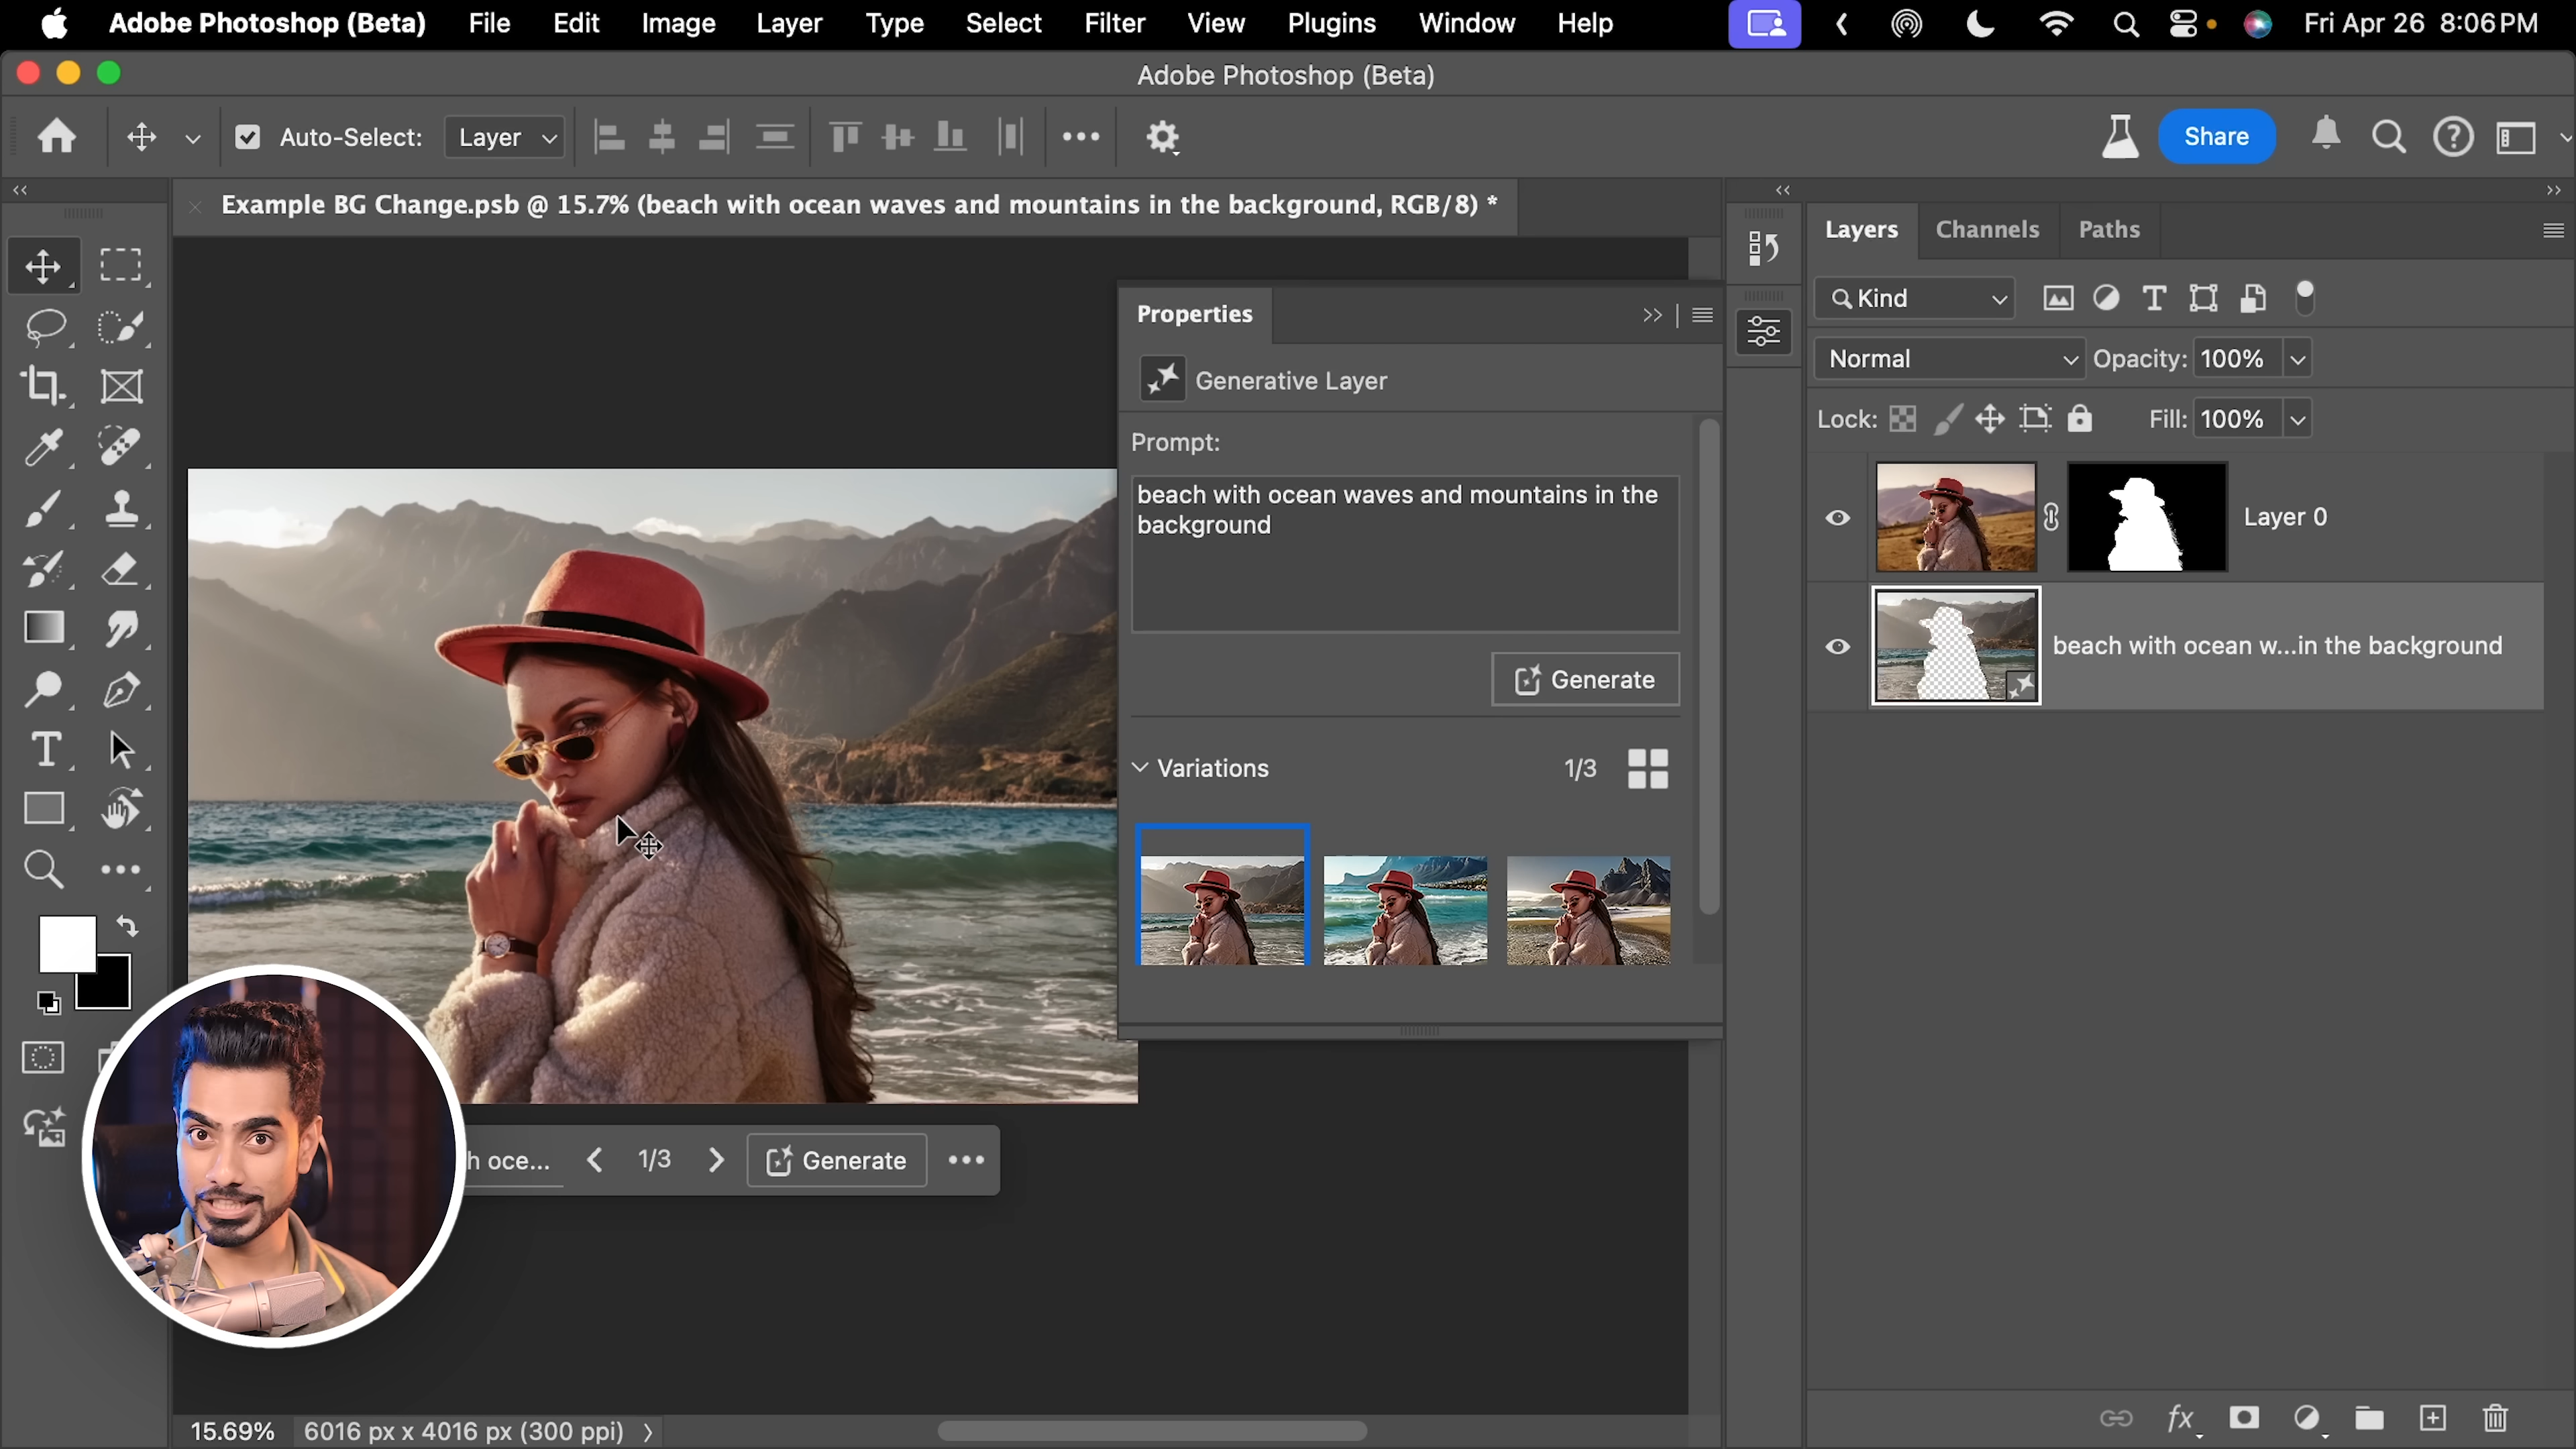 Adobe Photoshop (Beta) File Edit Image Layer Type Select Filter View Plugins Window Help Fri Apr 26 8:06 PM
Adobe Photoshop (Beta)
Auto-Select: Layer Share
Example BG Change.psb @ 15.7% (beach with ocean waves and mountains in the background, RGB/8) *
Properties
Generative Layer
Prompt:
beach with ocean waves and mountains in the
background
Generate
Variations 1/3
h oce... 1/3 Generate
15.69% 6016 px x 4016 px (300 ppi)
Layers Channels Paths
Kind
Normal Opacity: 100%
Lock: Fill: 100%
Layer 0
beach with ocean w...in the background
fx